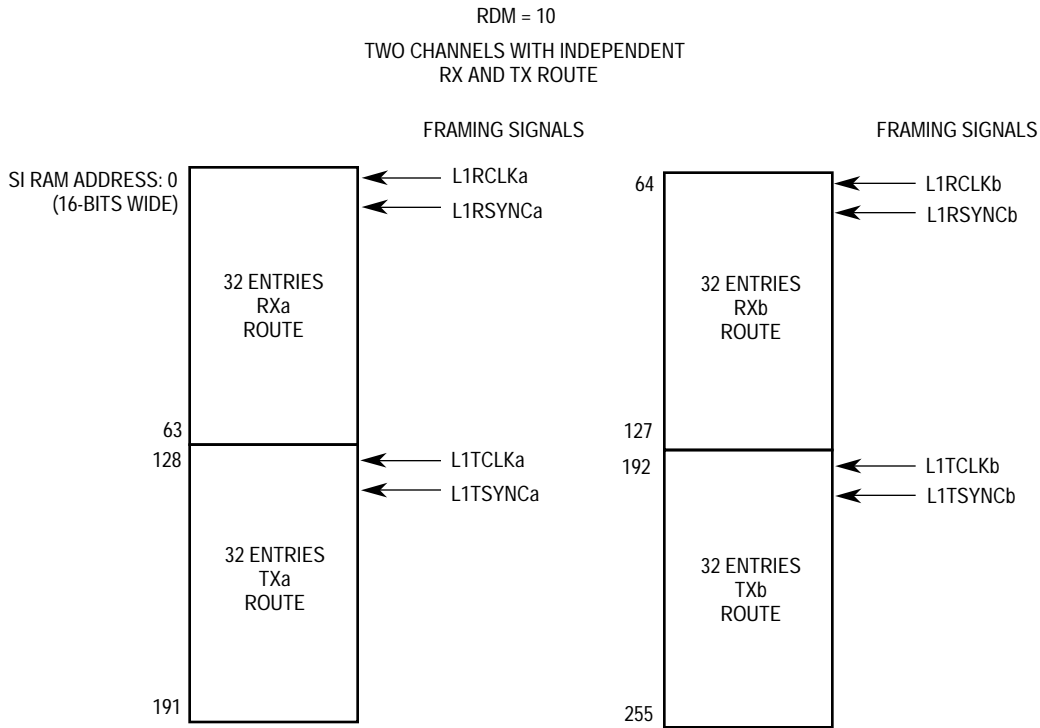 RDM = 10
TWO CHANNELS WITH INDEPENDENT
RX AND TX ROUTE
FRAMING SIGNALS
FRAMING SIGNALS
SI RAM ADDRESS: 0
(16-BITS WIDE)
L1RCLKa
L1RSYNCa
32 ENTRIES
RXa
ROUTE
63
128
L1TCLKa
L1TSYNCa
32 ENTRIES
TXa
ROUTE
191
64
L1RCLKb
L1RSYNCb
32 ENTRIES
RXb
ROUTE
127
192
L1TCLKb
L1TSYNCb
32 ENTRIES
TXb
ROUTE
255